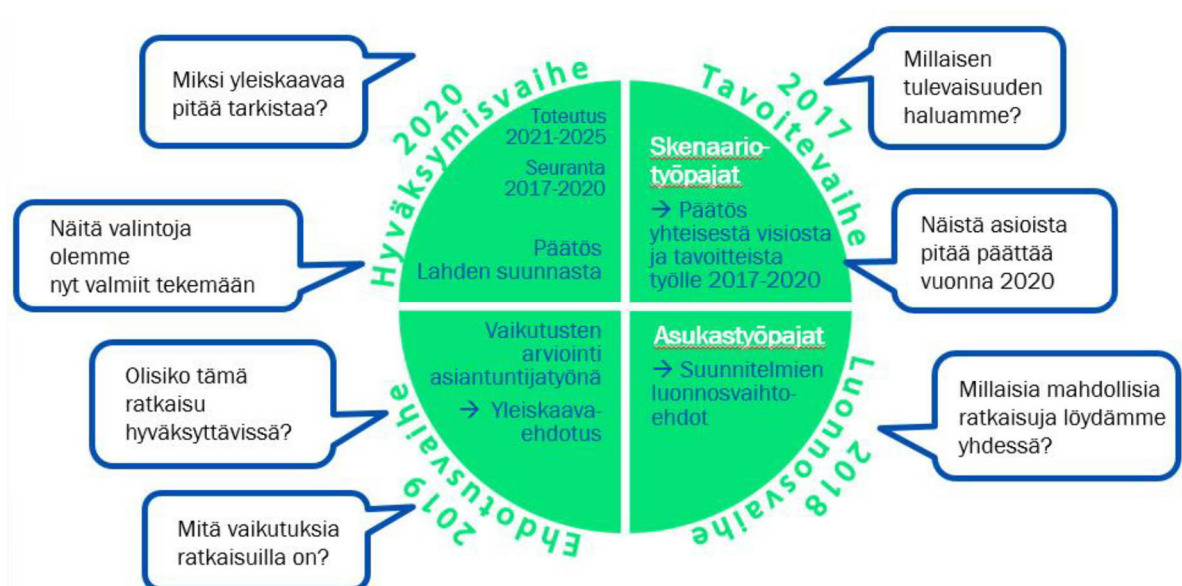 Miksi yleiskaavaa
pitää tarkistaa?
Näitä valintoja
olemme
nyt valmiit tekemään
Olisiko tämä
ratkaisu
hyväksyttävissä?
Mitä vaikutuksia
ratkaisuilla on?
2020
Hyväksymisvaihe
Toteutus
2021-2025
Seuranta
2017-2020
Päätös
Lahden suunnasta
2017
Tavoitevaihe
Skenaario-
työpajat
→ Päätös
yhteisestä visiosta
ja tavoitteista
työlle 2017-2020
Vaikutusten
arviointi
asiantuntijatyönä
→ Yleiskaava-
ehdotus
Ehdotusvaihe
2019
Asukastyöpajat
→ Suunnitelmien
luonnosvaihto-
ehdot
Luonnosvaihe
2018
Millaisen
tulevaisuuden
haluamme?
Näistä asioista
pitää päättää
vuonna 2020
Millaisia mahdollisia
ratkaisuja löydämme
yhdessä?